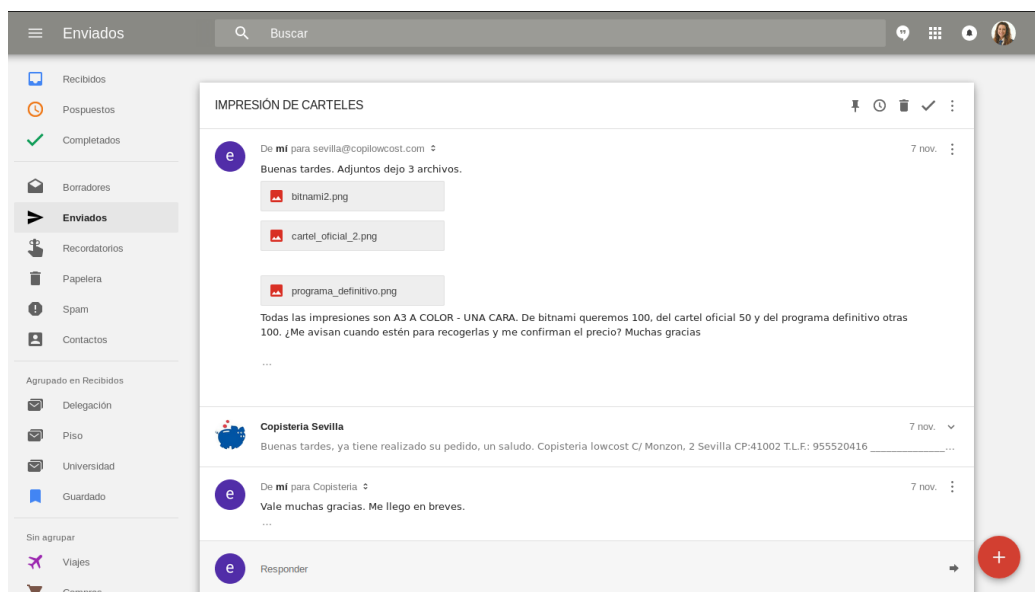 Enviados
Buscar
Recibidos
Pospuestos
Completados
Borradores
Enviados
Recordatorios
Papelera
Spam
Contactos
Agrupado en Recibidos
Delegación
Piso
Universidad
Guardado
Sin agrupar
Viajes
Compras
IMPRESIÓN DE CARTELES
e
De mí para sevilla@copilowcost.com
7 nov.
Buenas tardes. Adjuntos dejo 3 archivos.
bitnami2.png
cartel_oficial_2.png
programa_definitivo.png
Todas las impresiones son A3 A COLOR - UNA CARA. De bitnami queremos 100, del cartel oficial 50 y del programa definitivo otras
100. ¿Me avisan cuando estén para recogerlas y me confirman el precio? Muchas gracias
...
Copisteria Sevilla
7 nov.
Buenas tardes, ya tiene realizado su pedido, un saludo. Copisteria lowcost C/ Monzon, 2 Sevilla CP:41002 T.L.F.: 955520416 ______________...
e
De mí para Copisteria
7 nov.
Vale muchas gracias. Me llego en breves.
...
e
Responder